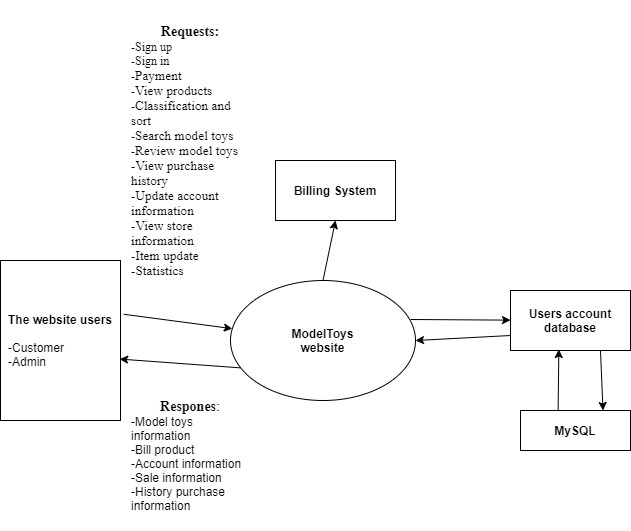 Requests:
-Sign up
-Sign in
-Payment
-View products
-Classification and
sort
-Search model toys
-Review model toys
-View purchase
history
-Update account
information
-View store
information
-Item update
-Statistics
Billing System
The website users
-Customer
-Admin
ModelToys
website
Users account
database
MySQL
Respones:
-Model toys
information
-Bill product
-Account information
-Sale information
-History purchase
information